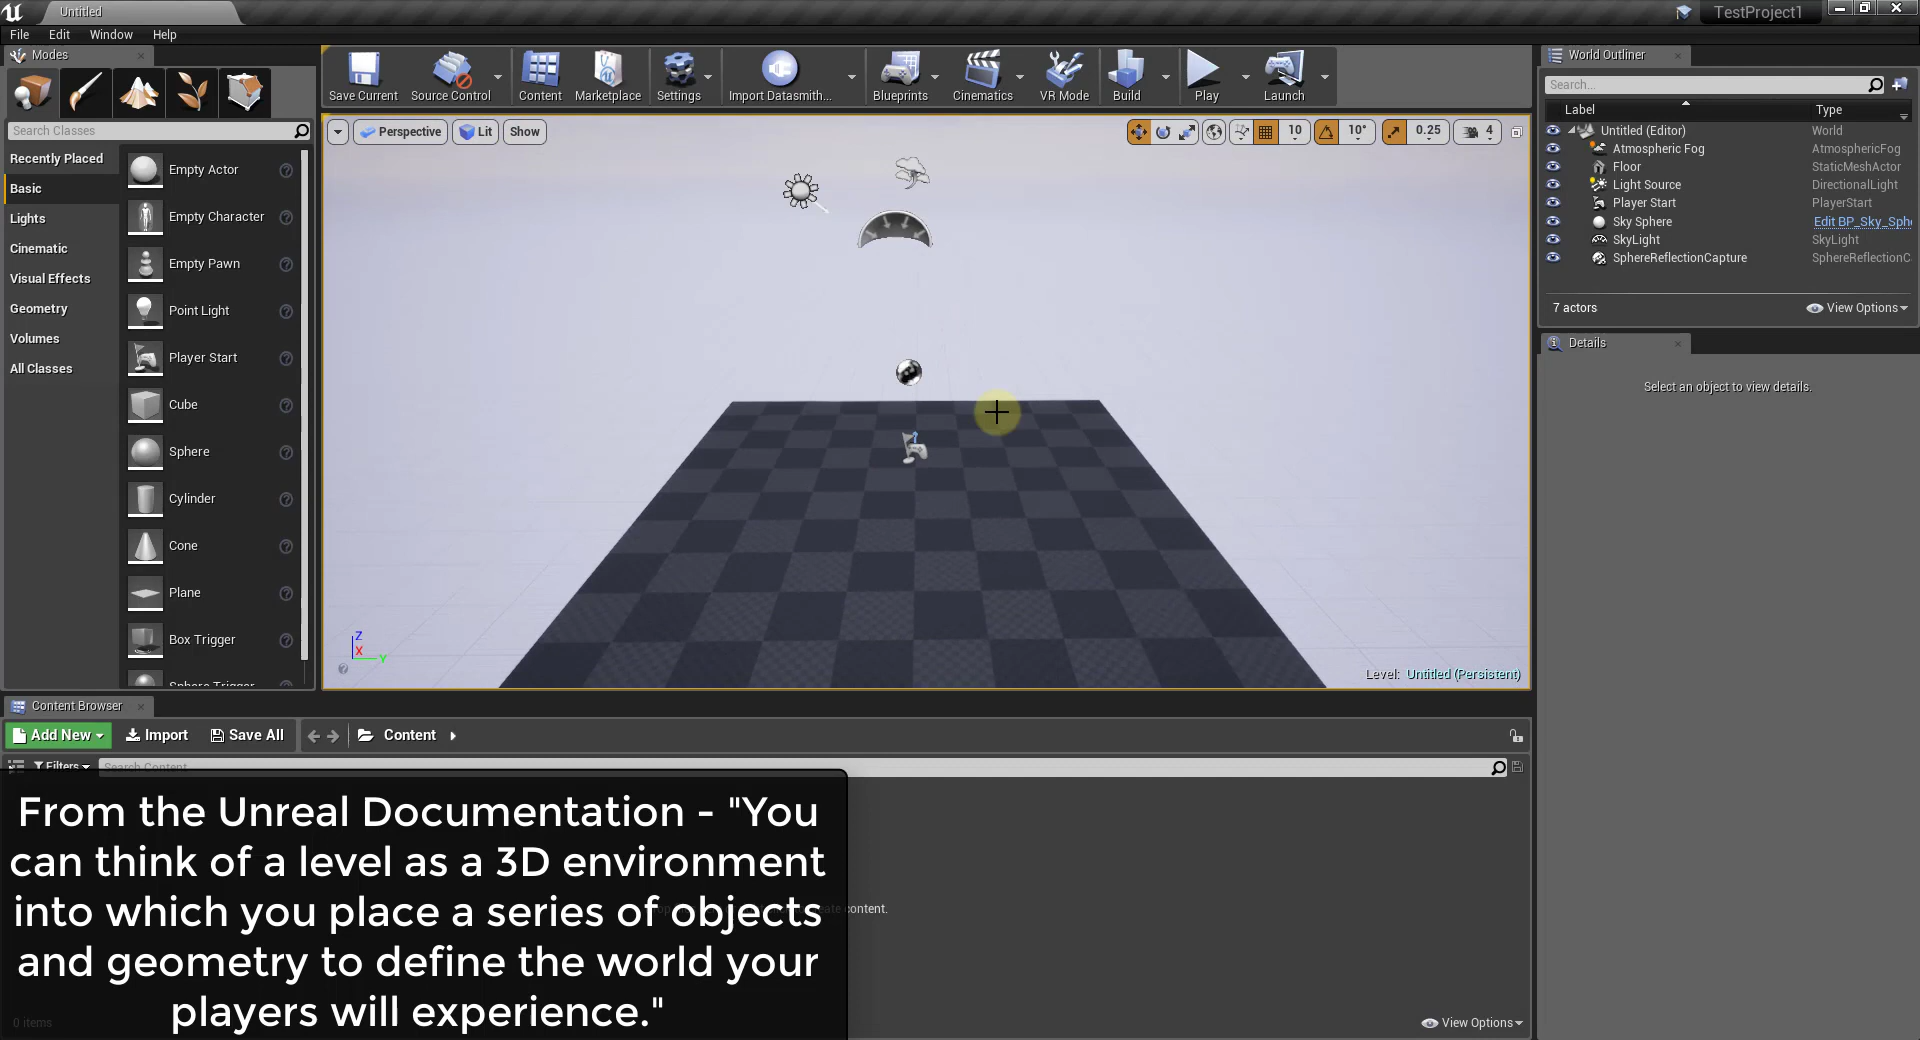 Untitled
TestProject1
File
Edit
Window
Help
Modes
Search Classes
Recently Placed
Basic
Lights
Cinematic
Visual Effects
Geometry
Volumes
All Classes
Empty Actor
Empty Character
Empty Pawn
Point Light
Player Start
Cube
Sphere
Cylinder
Cone
Plane
Box Trigger
Sphere Trigger
Save Current
Source Control
Content
Marketplace
Settings
Import Datasmith...
Blueprints
Cinematics
VR Mode
Build
Play
Launch
Perspective
Lit
Show
10
10°
0.25
4
Z
X
Y
Level: Untitled (Persistent)
World Outliner
Search...
Label
Type
Untitled (Editor)
World
Atmospheric Fog
AtmosphericFog
Floor
StaticMeshActor
Light Source
DirectionalLight
Player Start
PlayerStart
Sky Sphere
Edit BP_Sky_Sph
SkyLight
SkyLight
SphereReflectionCapture
SphereReflectionC
7 actors
View Options
Details
Select an object to view details.
Content Browser
Add New
Import
Save All
Content
Filters
Search Content
content.
From the Unreal Documentation - "You
can think of a level as a 3D environment
into which you place a series of objects
and geometry to define the world your
players will experience."
0 items
View Options